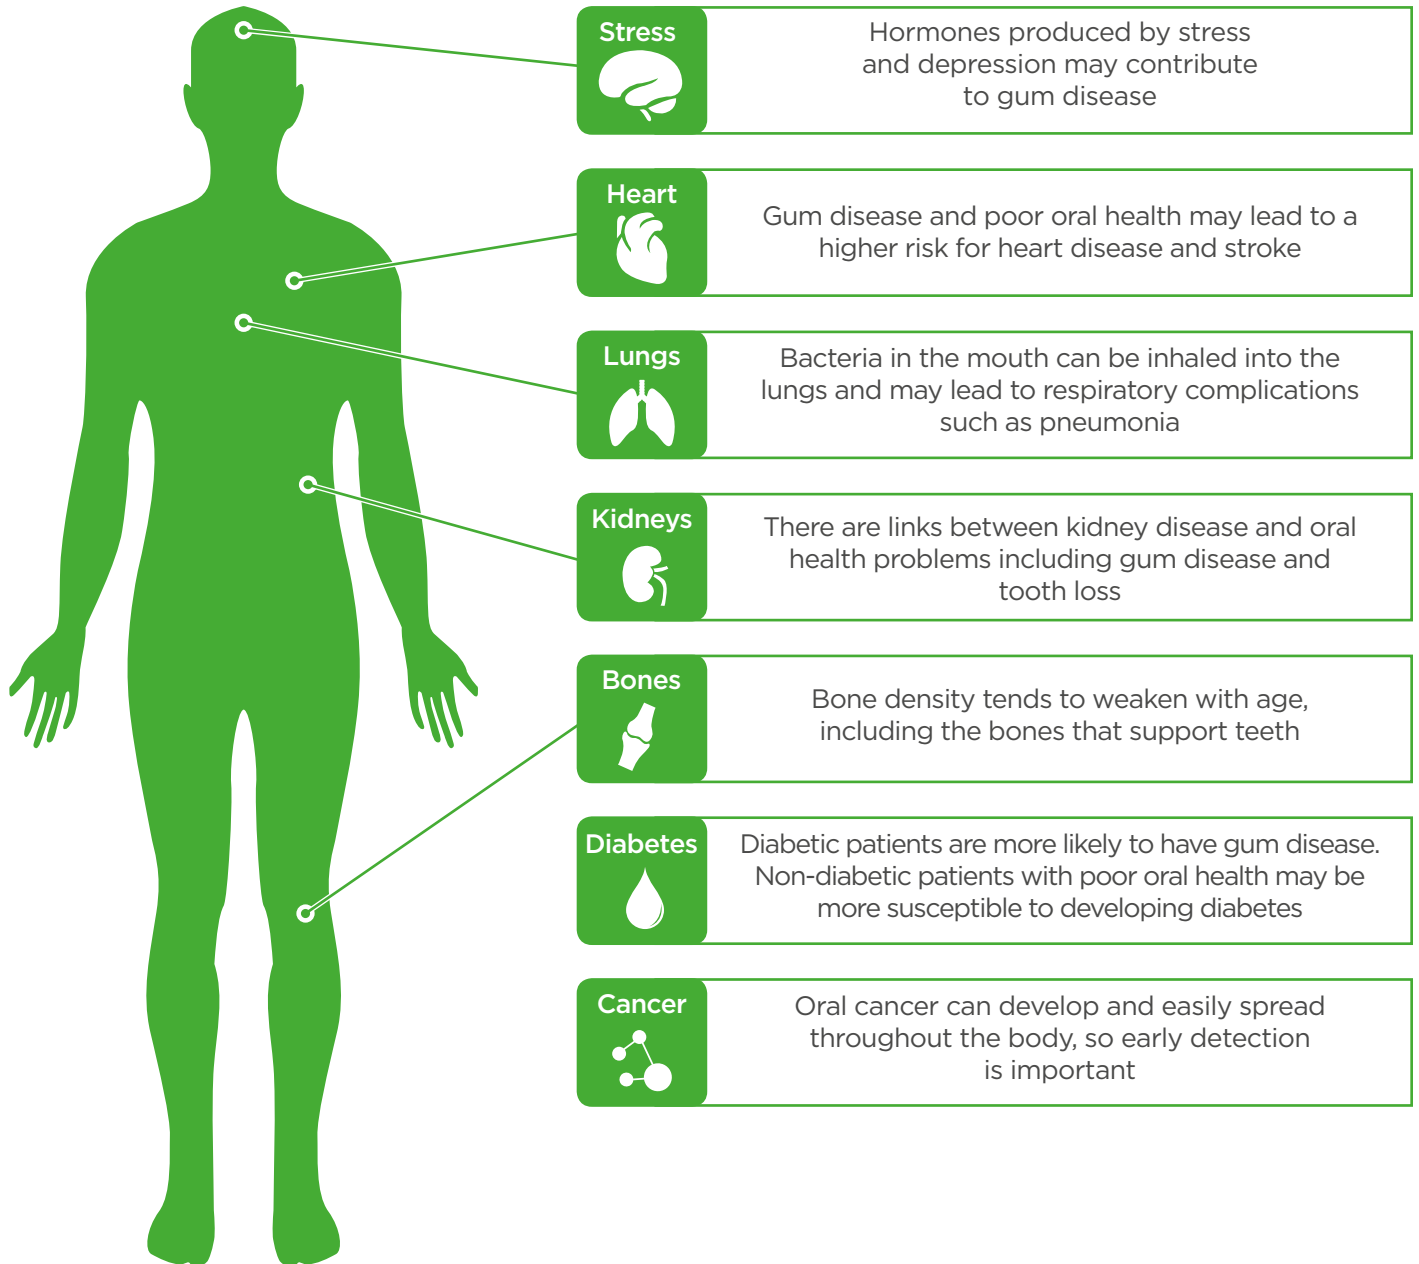 Stress
Hormones produced by stress
and depression may contribute
to gum disease
Heart
Gum disease and poor oral health may lead to a
higher risk for heart disease and stroke
Lungs
Bacteria in the mouth can be inhaled into the
lungs and may lead to respiratory complications
such as pneumonia
Kidneys
There are links between kidney disease and oral
health problems including gum disease and
tooth loss
Bones
Bone density tends to weaken with age,
including the bones that support teeth
Diabetes
Diabetic patients are more likely to have gum disease.
Non-diabetic patients with poor oral health may be
more susceptible to developing diabetes
Cancer
Oral cancer can develop and easily spread
throughout the body, so early detection
is important